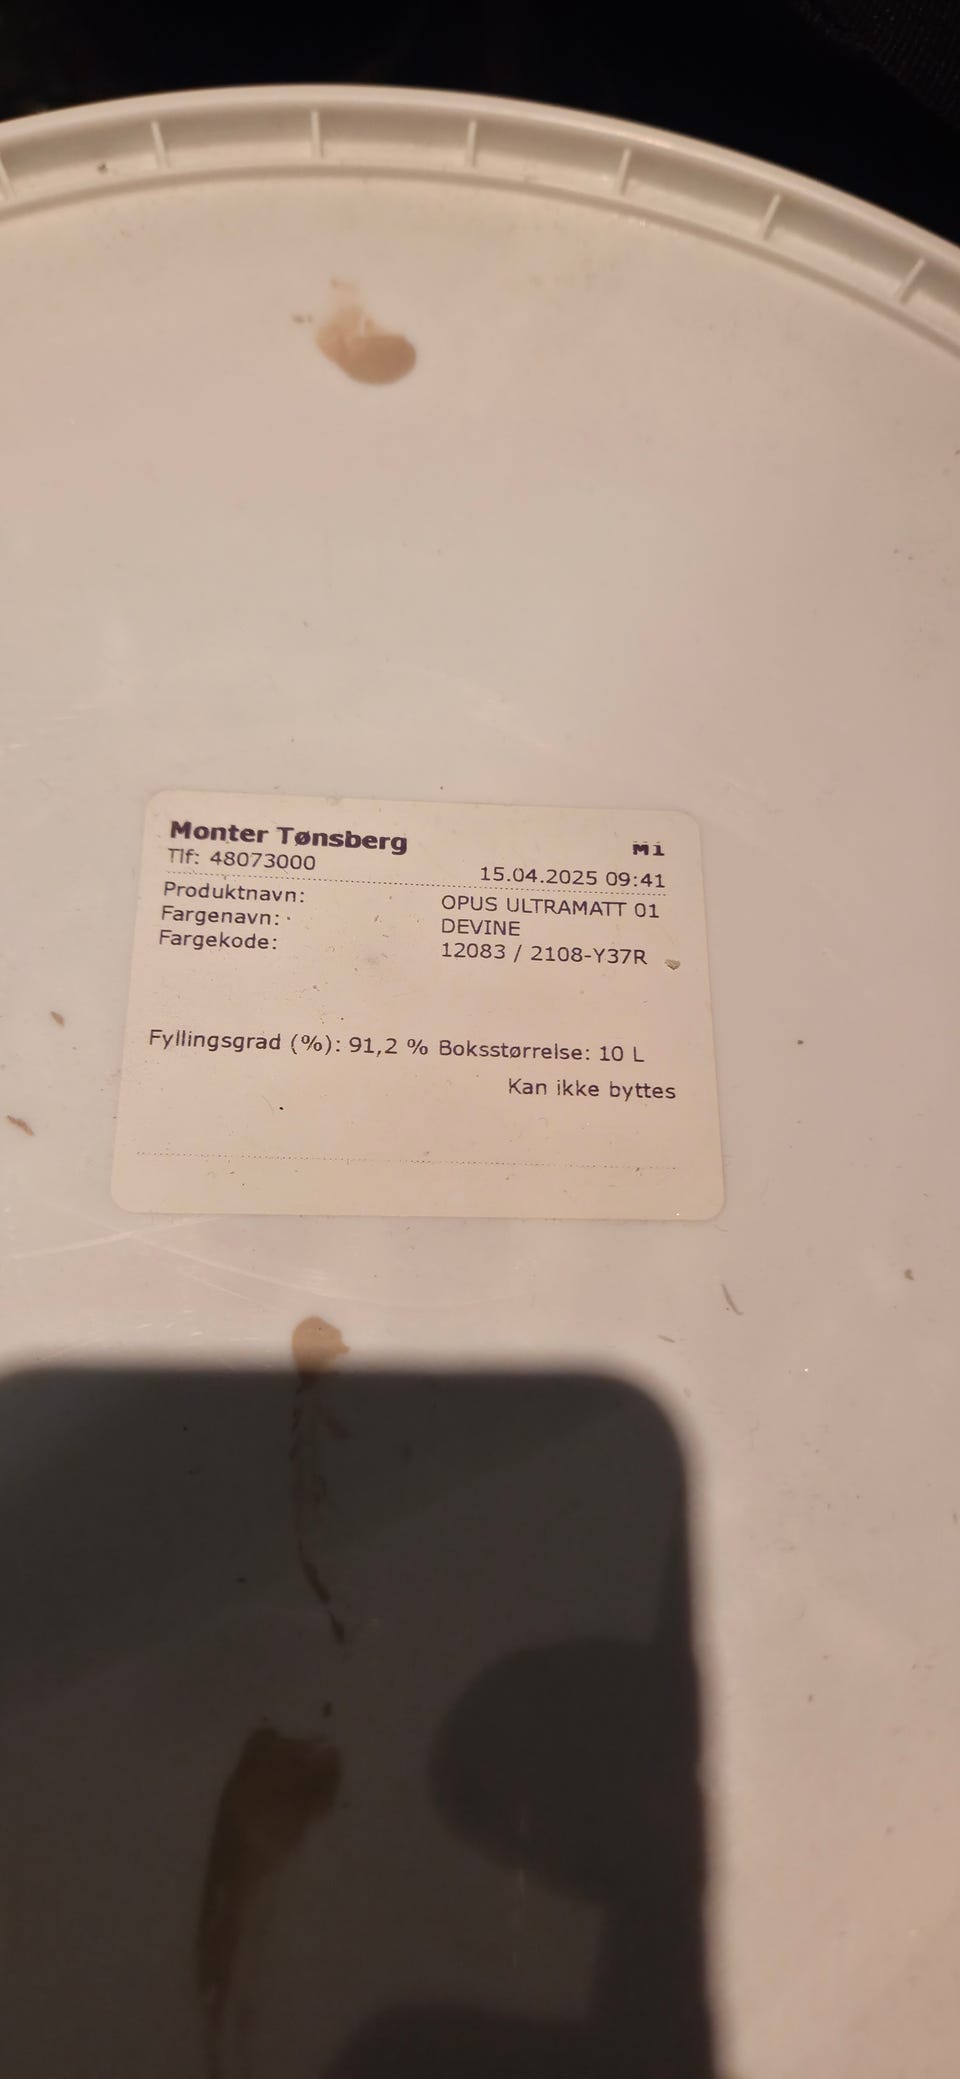 Monter Tønsberg
Mi
Tlf: 48073000
15.04.2025 09:41
Produktnavn: OPUS ULTRAMATT 01
Fargenavn: DEVINE
Fargekode: 12083 / 2108-Y37R
Fyllingsgrad (%): 91,2 % Boksstørrelse: 10 L
Kan ikke byttes